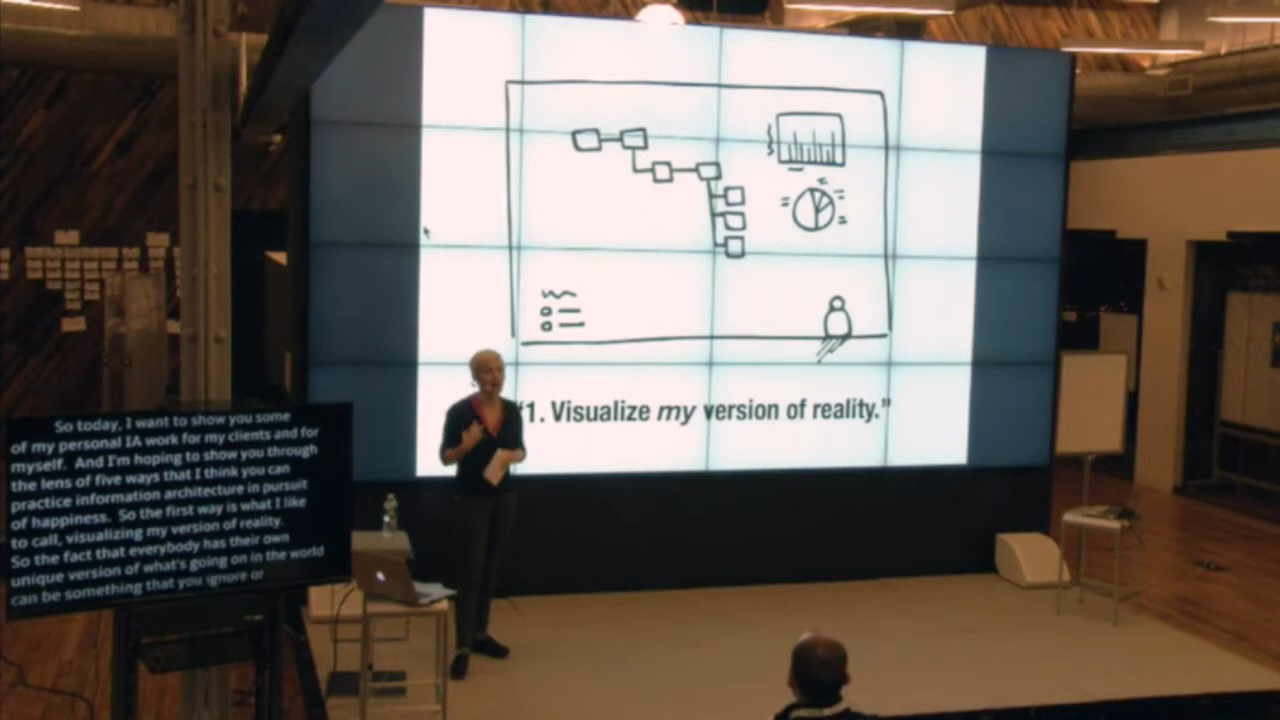 "1. Visualize my version of reality."
So today, I want to show you some
of my personal IA work for my clients and for
myself. And I'm hoping to show you through
the lens of five ways that I think you can
practice information architecture in pursuit
of happiness. So the first way is what I like
to call, visualizing my version of reality.
So the fact that everybody has their own
unique version of what's going on in the world
can be something that you ignore or